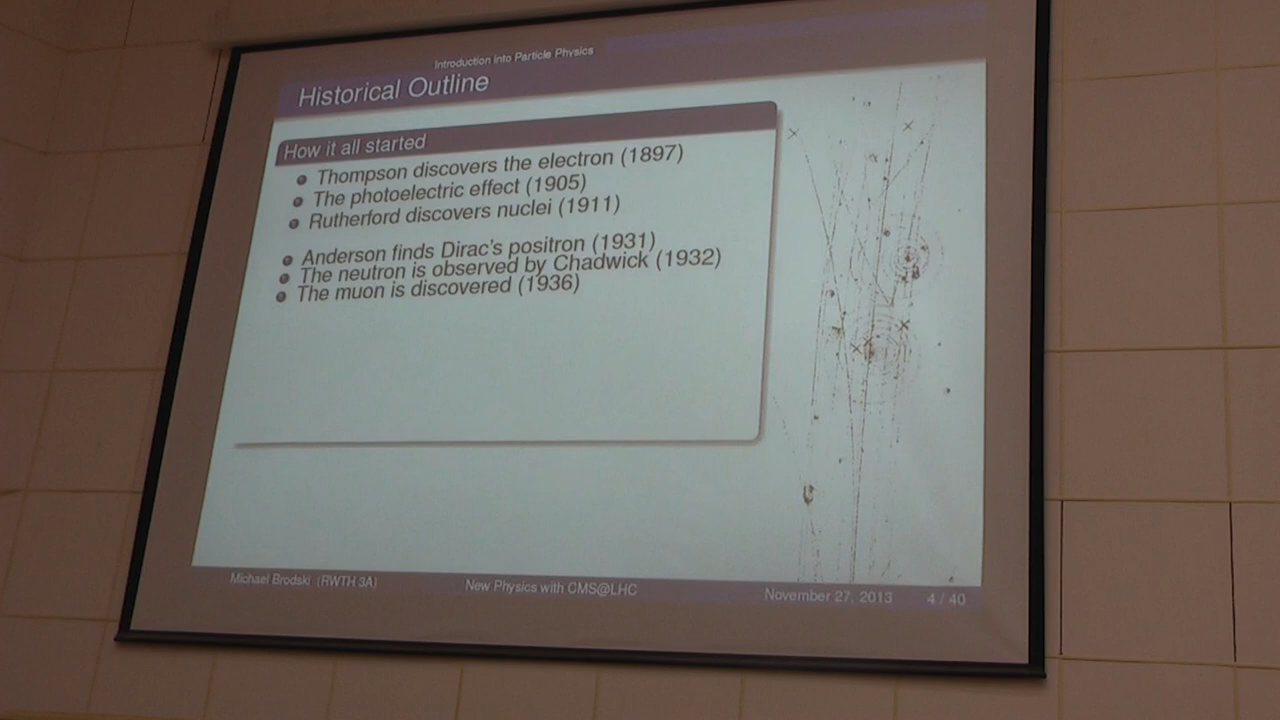 Introduction into Particle Physics
Historical Outline
How it all started
Thompson discovers the electron (1897)
The photoelectric effect (1905)
Rutherford discovers nuclei (1911)
Anderson finds Dirac's positron (1931)
The neutron is observed by Chadwick (1932)
The muon is discovered (1936)
Michael Brodski (RWTH 3A)
New Physics with CMS@LHC
November 27, 2013
4 / 40